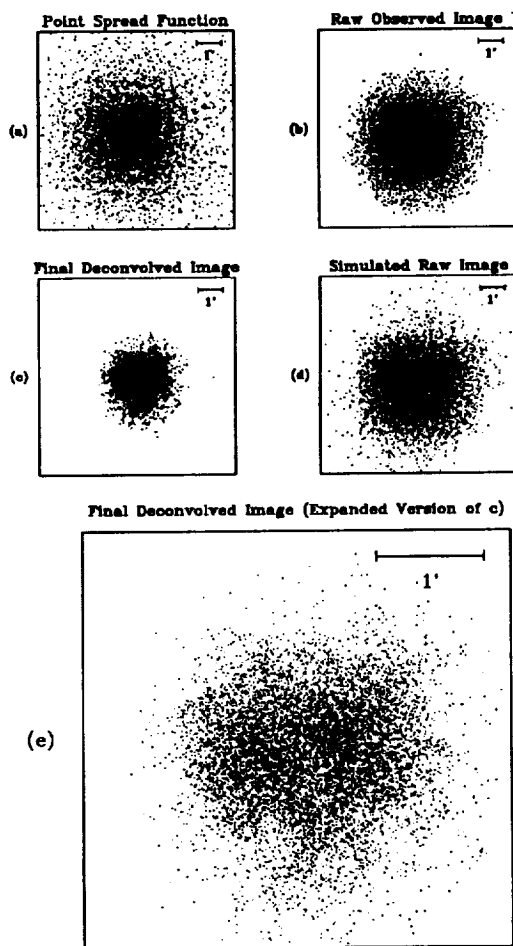 Point Spread Function
1'
(a)
Raw Observed Image
1'
(b)
Final Deconvolved Image
1'
(c)
Simulated Raw Image
1'
(d)
Final Deconvolved Image (Expanded Version of c)
1'
(e)